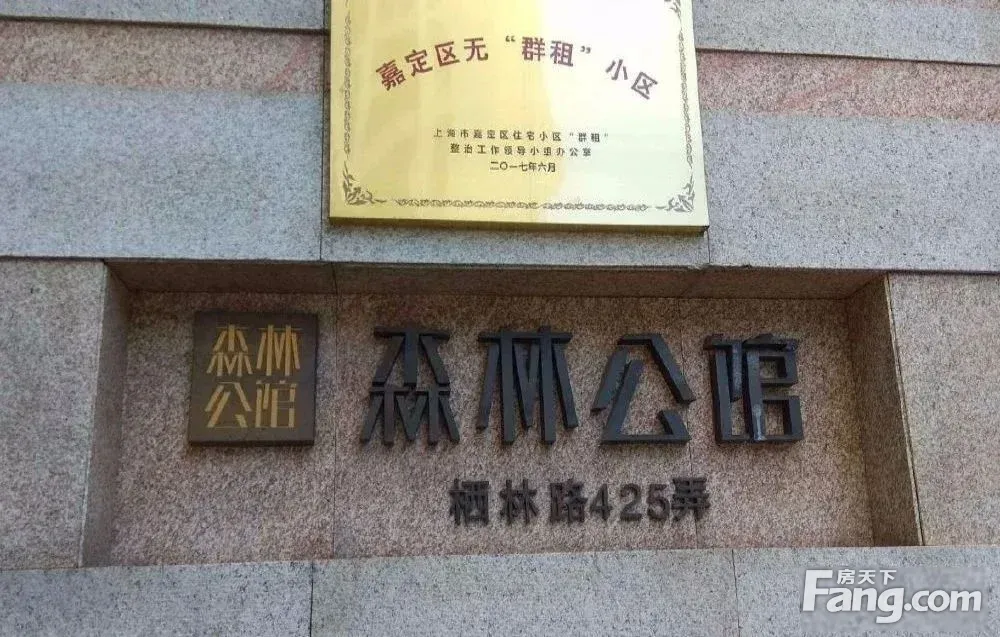 嘉定区无“群租”小区
上海市嘉定区住宅小区“群租”
整治工作领导小组办公室
二〇一七年六月
森林
公馆
森林公馆
栖林路425弄
房天下
Fang.com